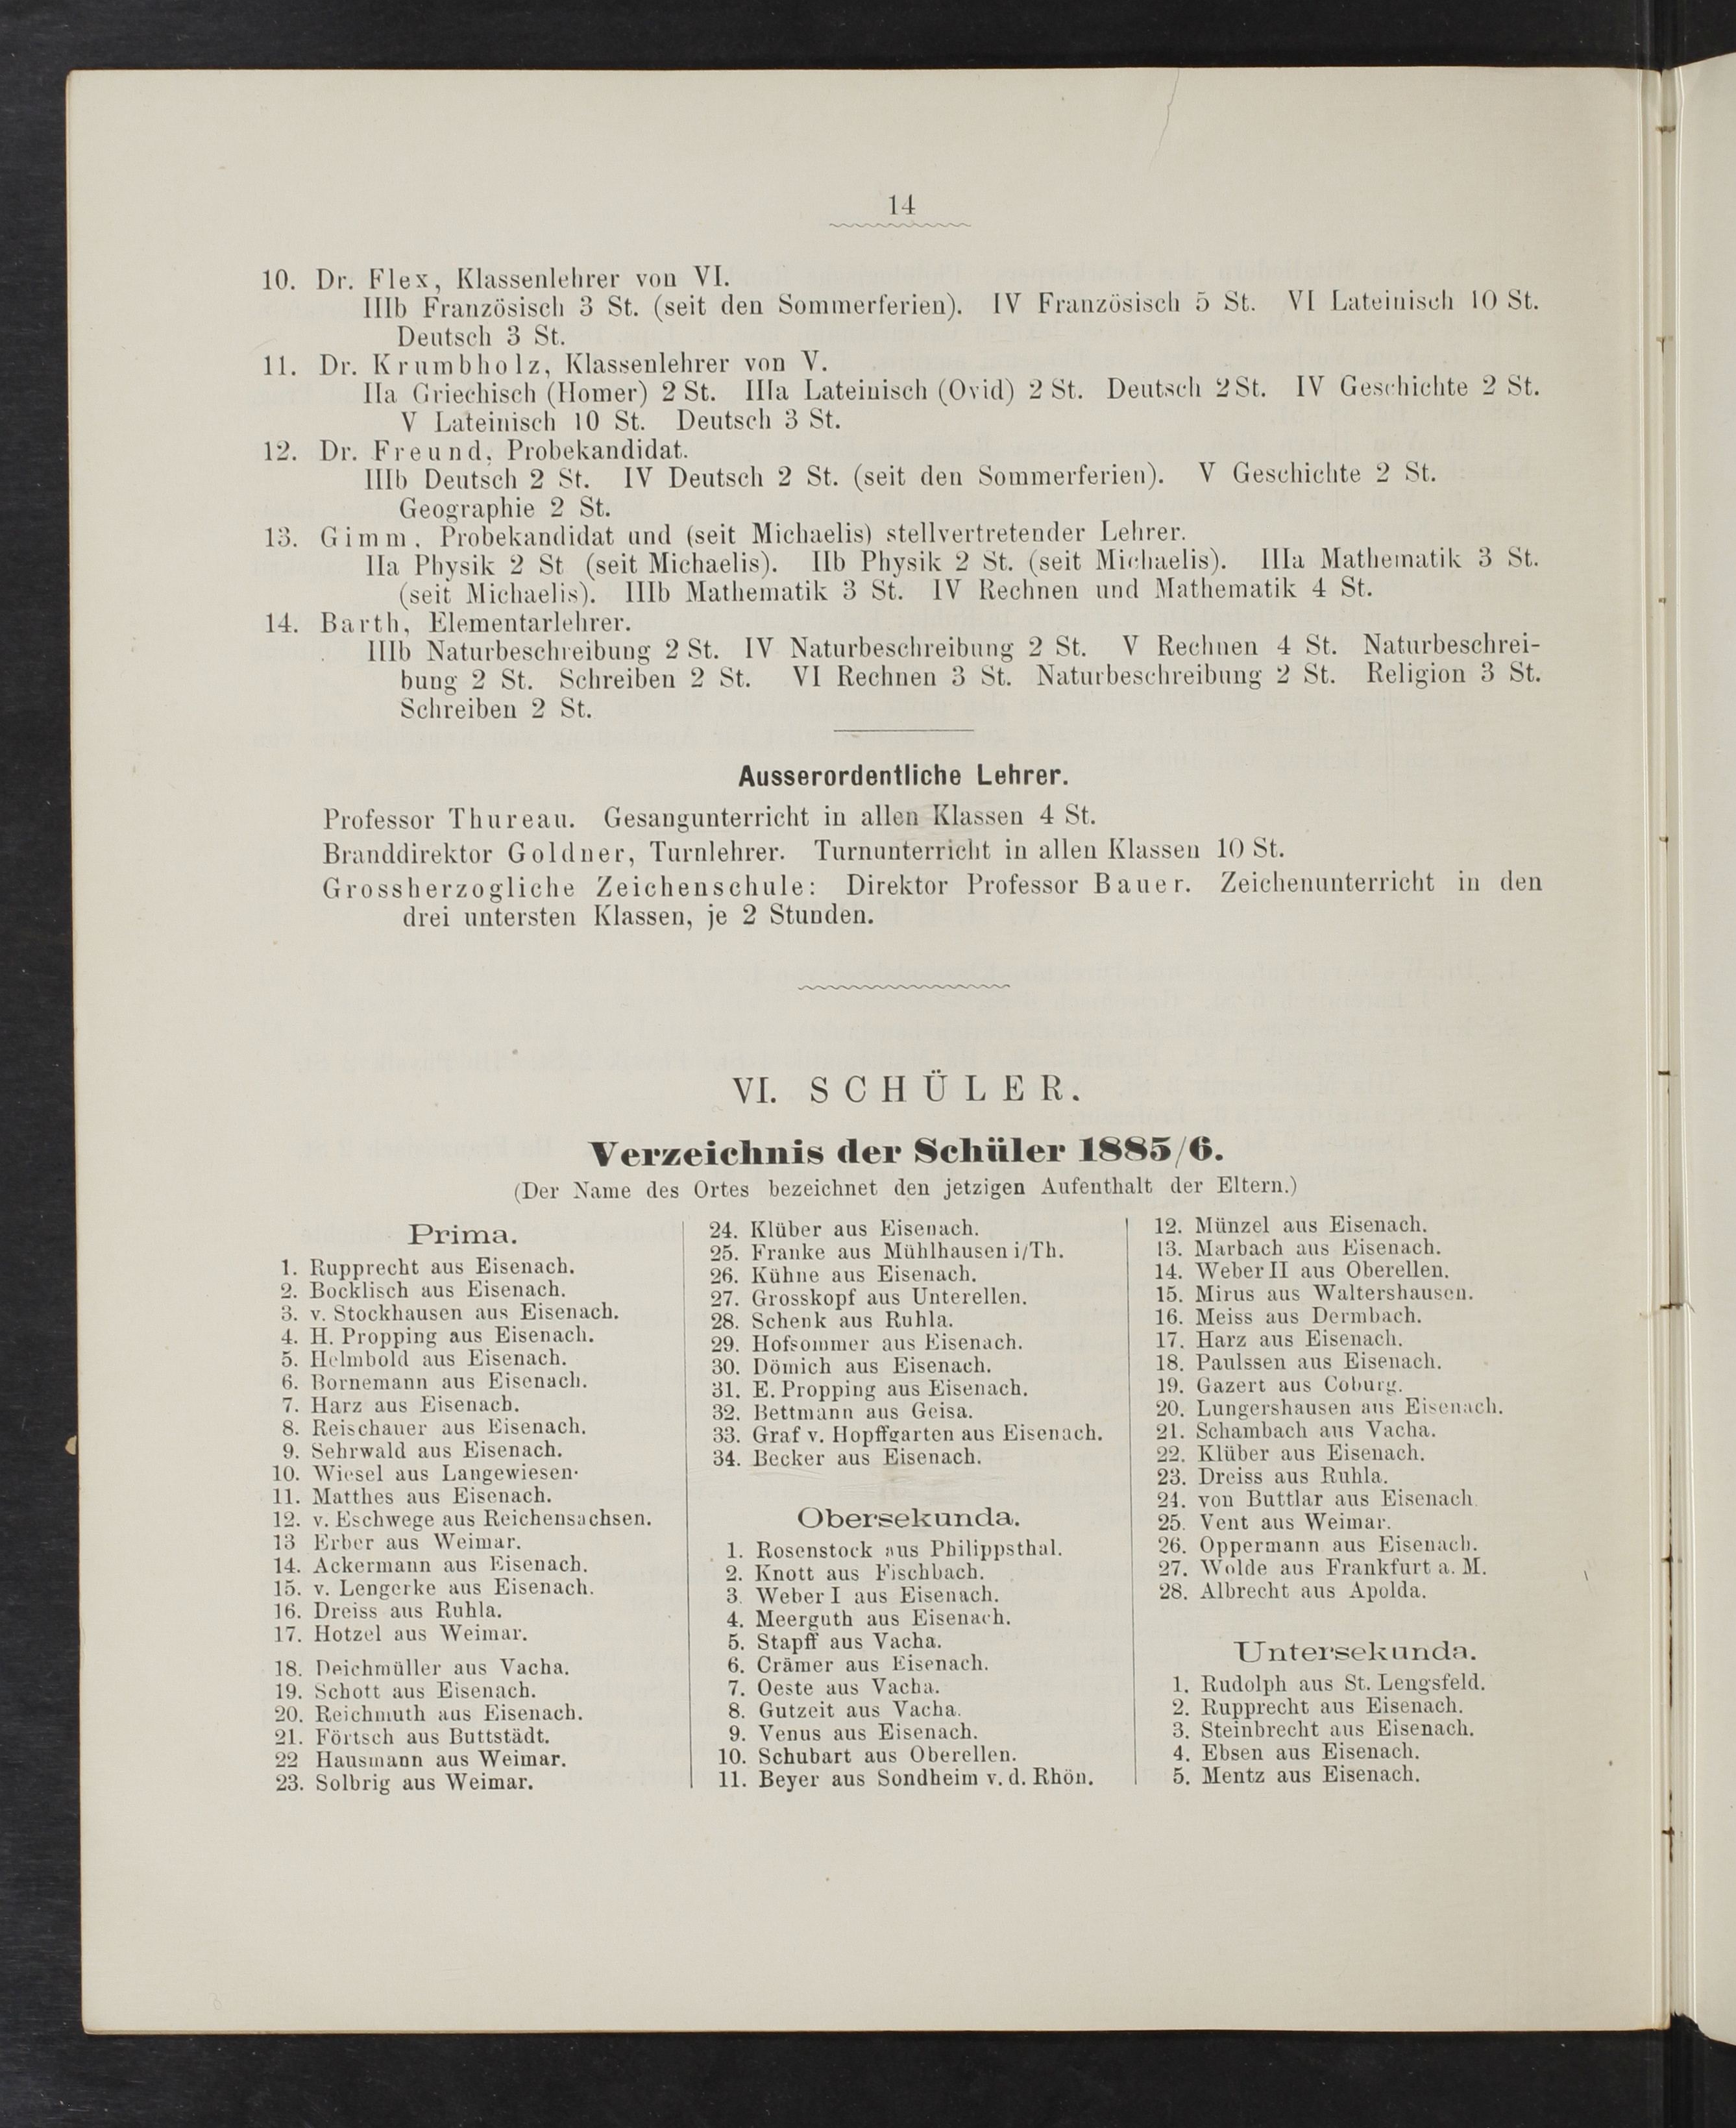 14
10. Dr. Flex, Klassenlehrer von VI.
IIIb Französisch 3 St. (seit den Sommerferien). IV Französisch 5 St. VI Lateinisch 10 St.
Deutsch 3 St.
11. Dr. Krumbholz, Klassenlehrer von V.
IIa Griechisch (Homer) 2 St. IIIa Lateinisch (Ovid) 2 St. Deutsch 2 St. IV Geschichte 2 St.
V Lateinisch 10 St. Deutsch 3 St.
12. Dr. Freund, Probekandidat.
IIIb Deutsch 2 St. IV Deutsch 2 St. (seit den Sommerferien). V Geschichte 2 St.
Geographie 2 St.
13. Gimm, Probekandidat und (seit Michaelis) stellvertretender Lehrer.
IIa Physik 2 St (seit Michaelis). IIb Physik 2 St. (seit Michaelis). IIIa Mathematik 3 St.
(seit Michaelis). IIIb Mathematik 3 St. IV Rechnen und Mathematik 4 St.
14. Barth, Elementarlehrer.
IIIb Naturbeschreibung 2 St. IV Naturbeschreibung 2 St. V Rechnen 4 St. Naturbeschrei-
bung 2 St. Schreiben 2 St. VI Rechnen 3 St. Naturbeschreibung 2 St. Religion 3 St.
Schreiben 2 St.
Ausserordentliche Lehrer.
Professor Thureau. Gesangunterricht in allen Klassen 4 St.
Branddirektor Goldner, Turnlehrer. Turnunterricht in allen Klassen 10 St.
Grossherzogliche Zeichenschule: Direktor Professor Bauer. Zeichenunterricht in den
drei untersten Klassen, je 2 Stunden.
VI. SCHÜLER.
Verzeichnis der Schüler 1885/6.
(Der Name des Ortes bezeichnet den jetzigen Aufenthalt der Eltern.)
Prima.
1. Rupprecht aus Eisenach.
2. Bocklisch aus Eisenach.
3. v. Stockhausen aus Eisenach.
4. H. Propping aus Eisenach.
5. Helmbold aus Eisenach.
6. Bornemann aus Eisenach.
7. Harz aus Eisenach.
8. Reischauer aus Eisenach.
9. Sehrwald aus Eisenach.
10. Wiesel aus Langewiesen.
11. Matthes aus Eisenach.
12. v. Eschwege aus Reichensachsen.
13 Erber aus Weimar.
14. Ackermann aus Eisenach.
15. v. Lengerke aus Eisenach.
16. Dreiss aus Ruhla.
17. Hotzel aus Weimar.
18. Deichmüller aus Vacha.
19. Schott aus Eisenach.
20. Reichmuth aus Eisenach.
21. Förtsch aus Buttstädt.
22 Hausmann aus Weimar.
23. Solbrig aus Weimar.
24. Klüber aus Eisenach.
25. Franke aus Mühlhausen i/Th.
26. Kühne aus Eisenach.
27. Grosskopf aus Unterellen.
28. Schenk aus Ruhla.
29. Hofsommer aus Eisenach.
30. Dömich aus Eisenach.
31. E. Propping aus Eisenach.
32. Bettmann aus Geisa.
33. Graf v. Hopffgarten aus Eisenach.
34. Becker aus Eisenach.
Obersekunda.
1. Rosenstock aus Philippsthal.
2. Knott aus Fischbach.
3. Weber I aus Eisenach.
4. Meerguth aus Eisenach.
5. Stapff aus Vacha.
6. Crämer aus Eisenach.
7. Oeste aus Vacha.
8. Gutzeit aus Vacha.
9. Venus aus Eisenach.
10. Schubart aus Oberellen.
11. Beyer aus Sondheim v. d. Rhön.
12. Münzel aus Eisenach.
13. Marbach aus Eisenach.
14. Weber II aus Oberellen.
15. Mirus aus Waltershausen.
16. Meiss aus Dermbach.
17. Harz aus Eisenach.
18. Paulssen aus Eisenach.
19. Gazert aus Coburg.
20. Lungershausen aus Eisenach.
21. Schambach aus Vacha.
22. Klüber aus Eisenach.
23. Dreiss aus Ruhla.
24. von Buttlar aus Eisenach.
25. Vent aus Weimar.
26. Oppermann aus Eisenach.
27. Wolde aus Frankfurt a. M.
28. Albrecht aus Apolda.
Untersekunda.
1. Rudolph aus St. Lengsfeld.
2. Rupprecht aus Eisenach.
3. Steinbrecht aus Eisenach.
4. Ebsen aus Eisenach.
5. Mentz aus Eisenach.